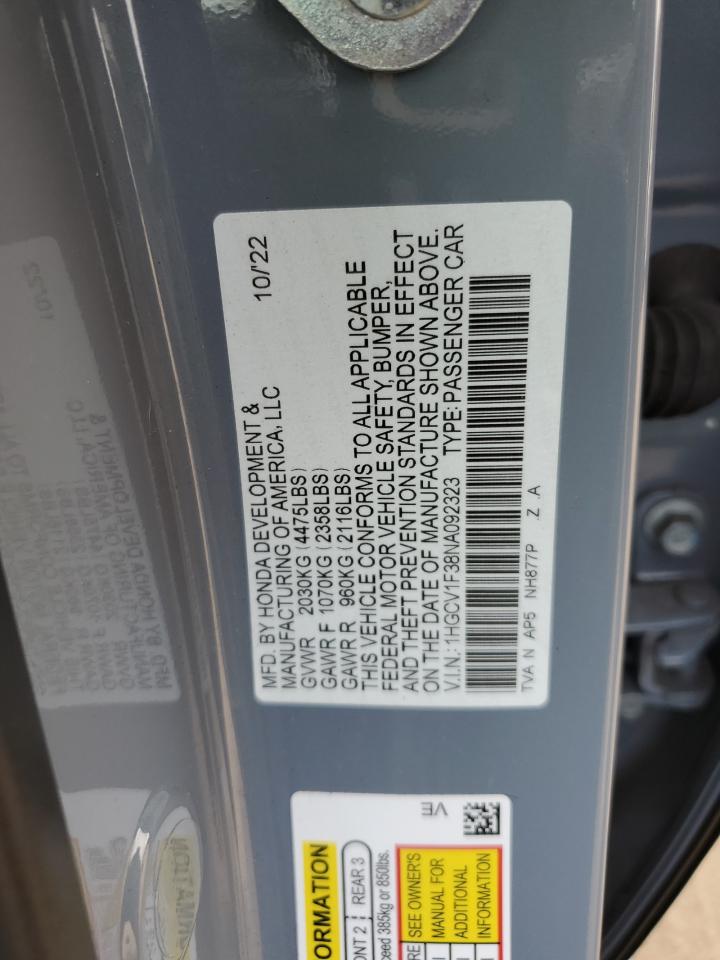 MFD. BY HONDA DEVELOPMENT & 10/'22
MANUFACTURING OF AMERICA, LLC
GVWR 2030KG (4475LBS)
GAWR F 1070KG (2358LBS)
GAWR R 960KG (2116LBS)
THIS VEHICLE CONFORMS TO ALL APPLICABLE
FEDERAL MOTOR VEHICLE SAFETY, BUMPER,
AND THEFT PREVENTION STANDARDS IN EFFECT
ON THE DATE OF MANUFACTURE SHOWN ABOVE.
V.I.N.: 1HGCV1F38NA092323 TYPE: PASSENGER CAR
TVA N AP5 NH877P .Z .A
ORMATION
ONT 2 REAR 3
ceed 385kg or 850lbs.
RE SEE OWNER'S
MANUAL FOR
ADDITIONAL
INFORMATION
VE